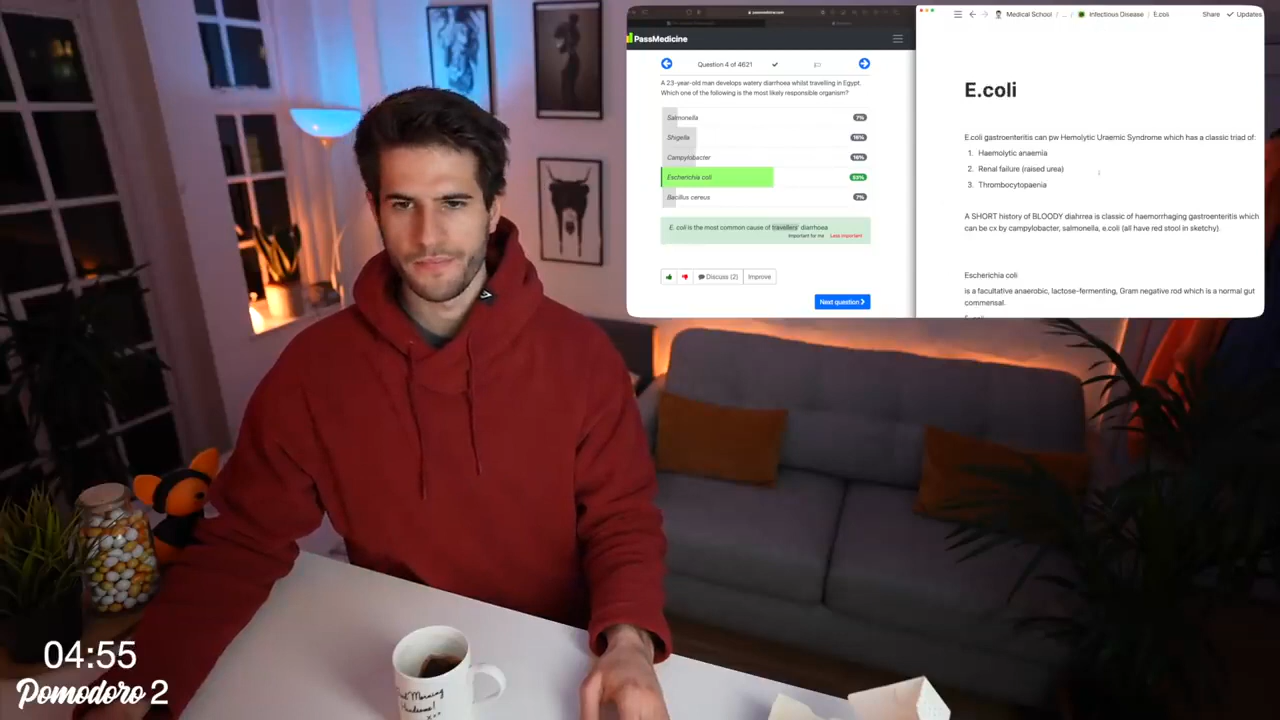 PassMedicine
Question 4 of 4621
A 23-year-old man develops watery diarrhoea whilst travelling in Egypt.
Which one of the following is the most likely responsible organism?
Salmonella 7%
Shigella 16%
Campylobacter 16%
Escherichia coli 53%
Bacillus cereus 7%
E. coli is the most common cause of travellers' diarrhoea
Important for me Less important
Discuss (2) Improve
Next question
Medical School / ... / Infectious Disease / E.coli Share Updates
E.coli
E.coli gastroenteritis can pw Hemolytic Uraemic Syndrome which has a classic triad of:
1. Haemolytic anaemia
2. Renal failure (raised urea)
3. Thrombocytopaenia
A SHORT history of BLOODY diahrrea is classic of haemorrhaging gastroenteritis which
can be cx by campylobacter, salmonella, e.coli (all have red stool in sketchy)
Escherichia coli
is a facultative anaerobic, lactose-fermenting, Gram negative rod which is a normal gut
commensal.
Morning
04:55
Pomodoro 2